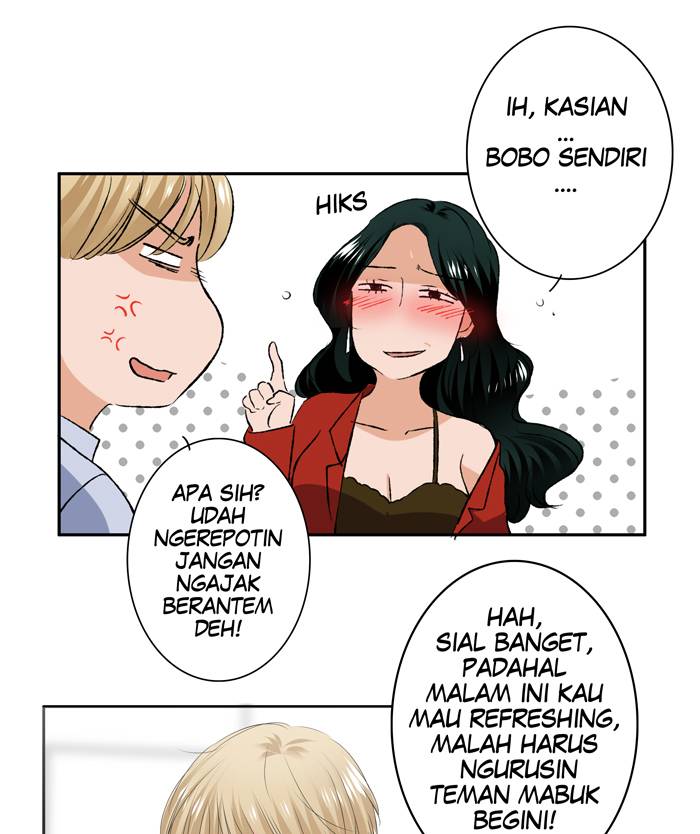 IH, KASIAN
...
BOBO SENDIRI
....
HIKS
APA SIH?
UDAH
NGEREPOTIN
JANGAN
NGAJAK
BERANTEM
DEH!
HAH,
SIAL BANGET,
PADAHAL
MALAM INI KAU
MAU REFRESHING,
MALAH HARUS
NGURUSIN
TEMAN MABUK
BEGINI!